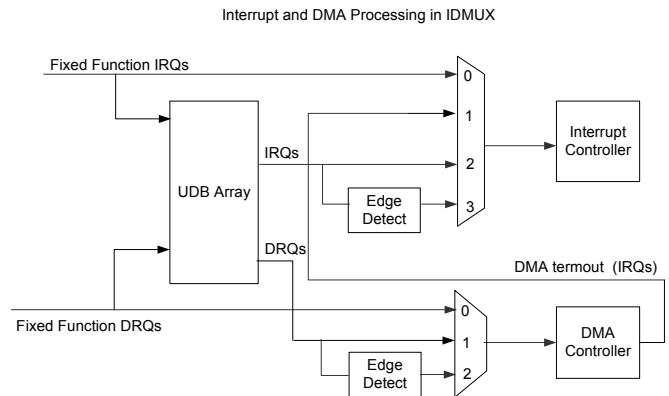 Interrupt and DMA Processing in IDMUX
Fixed Function IRQs
0
1
2
3
Interrupt
Controller
UDB Array
IRQs
Edge
Detect
DRQs
DMA termout (IRQs)
Fixed Function DRQs
0
1
2
DMA
Controller
Edge
Detect